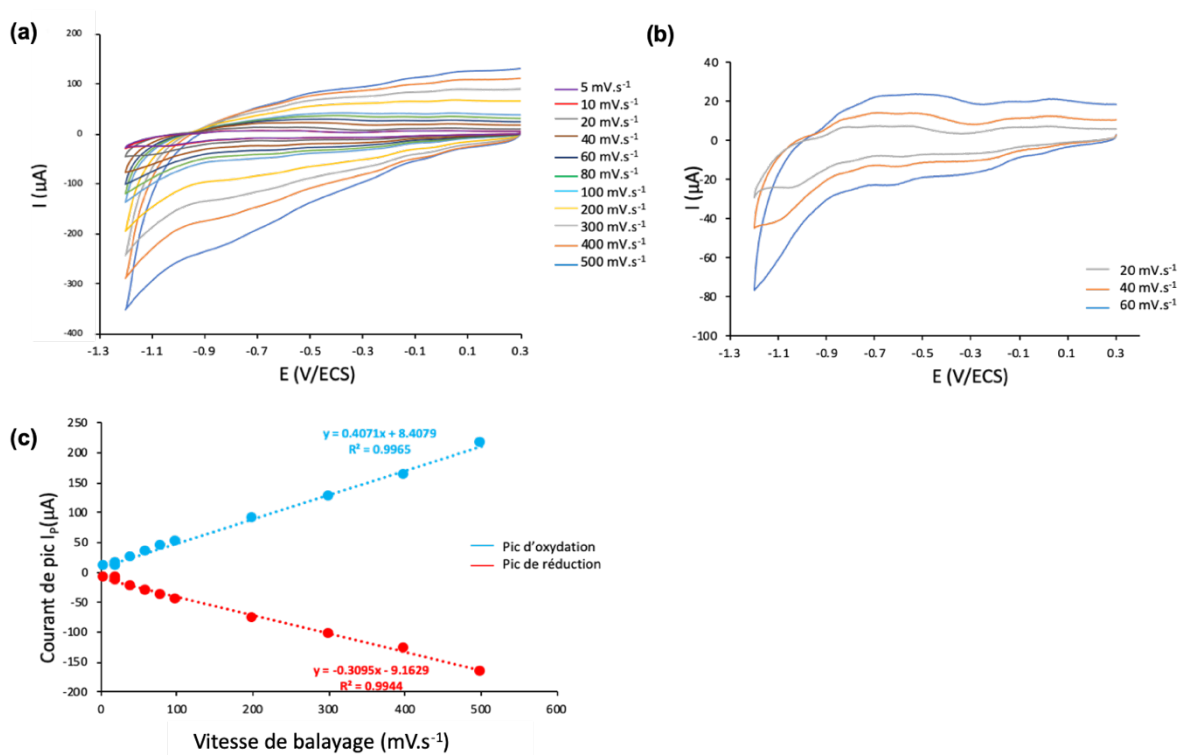 (a)
200
100
0
-100
-200
-300
-400
I (µA)
-1.3 -1.1 -0.9 -0.7 -0.5 -0.3 -0.1 0.1 0.3
E (V/ECS)
5 mV.s⁻¹
10 mV.s⁻¹
20 mV.s⁻¹
40 mV.s⁻¹
60 mV.s⁻¹
80 mV.s⁻¹
100 mV.s⁻¹
200 mV.s⁻¹
300 mV.s⁻¹
400 mV.s⁻¹
500 mV.s⁻¹
(b)
40
20
0
-20
-40
-60
-80
-100
I (µA)
-1.3 -1.1 -0.9 -0.7 -0.5 -0.3 -0.1 0.1 0.3
E (V/ECS)
20 mV.s⁻¹
40 mV.s⁻¹
60 mV.s⁻¹
(c)
250
200
150
100
50
0
-50
-100
-150
-200
Courant de pic Iₚ(µA)
y = 0.4071x + 8.4079
R² = 0.9965
Pic d'oxydation
Pic de réduction
y = -0.3095x - 9.1629
R² = 0.9944
0 100 200 300 400 500 600
Vitesse de balayage (mV.s⁻¹)